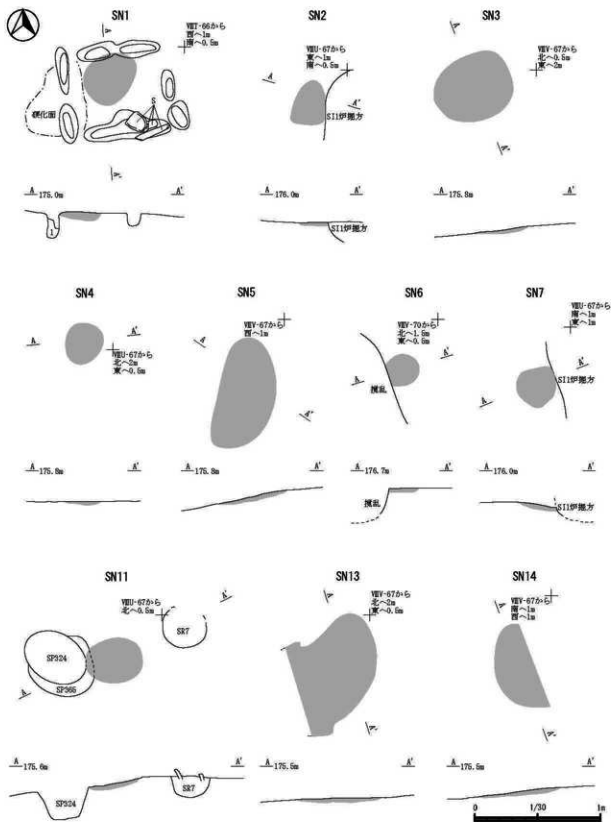 SN1
A
VET-66から
西へ1m
南へ0.5m
硬化面
S
A'
A 175.0m A'
1
SN2
VEU-67から
東へ1m
南へ0.5m
A
A'
SI1炉掘方
A 176.0m A'
SI1炉掘方
SN3
A
VEV-67から
北へ0.5m
東へ2m
A'
A 175.8m A'
SN4
A
A'
VEU-67から
北へ2m
東へ0.5m
A 175.8m A'
SN5
VEV-67から
西へ1m
A
A'
A 175.8m A'
SN6
VEV-70から
北へ1.5m
東へ0.5m
A'
A
撹乱
A 176.7m A'
撹乱
SN7
VEU-67から
南へ1m
東へ1m
A'
SI1炉掘方
A
A 176.0m A'
SI1炉掘方
SN11
VEU-67から
北へ0.5m
A'
SR7
SP324
SP365
A
A 175.6m A'
SP324
SR7
SN13
A
VEV-67から
北へ2m
東へ0.5m
A'
A 175.5m A'
SN14
VEV-67から
南へ1m
西へ1m
A
A'
A 175.5m A'
0 1/30 1m